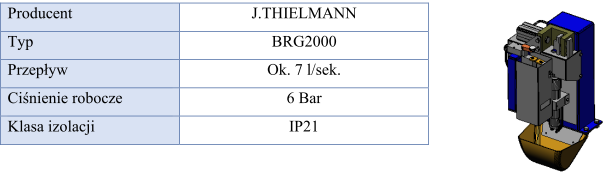 Producent J.THIELMANN
Typ BRG2000
Przepływ Ok. 7 l/sek.
Ciśnienie robocze 6 Bar
Klasa izolacji IP21